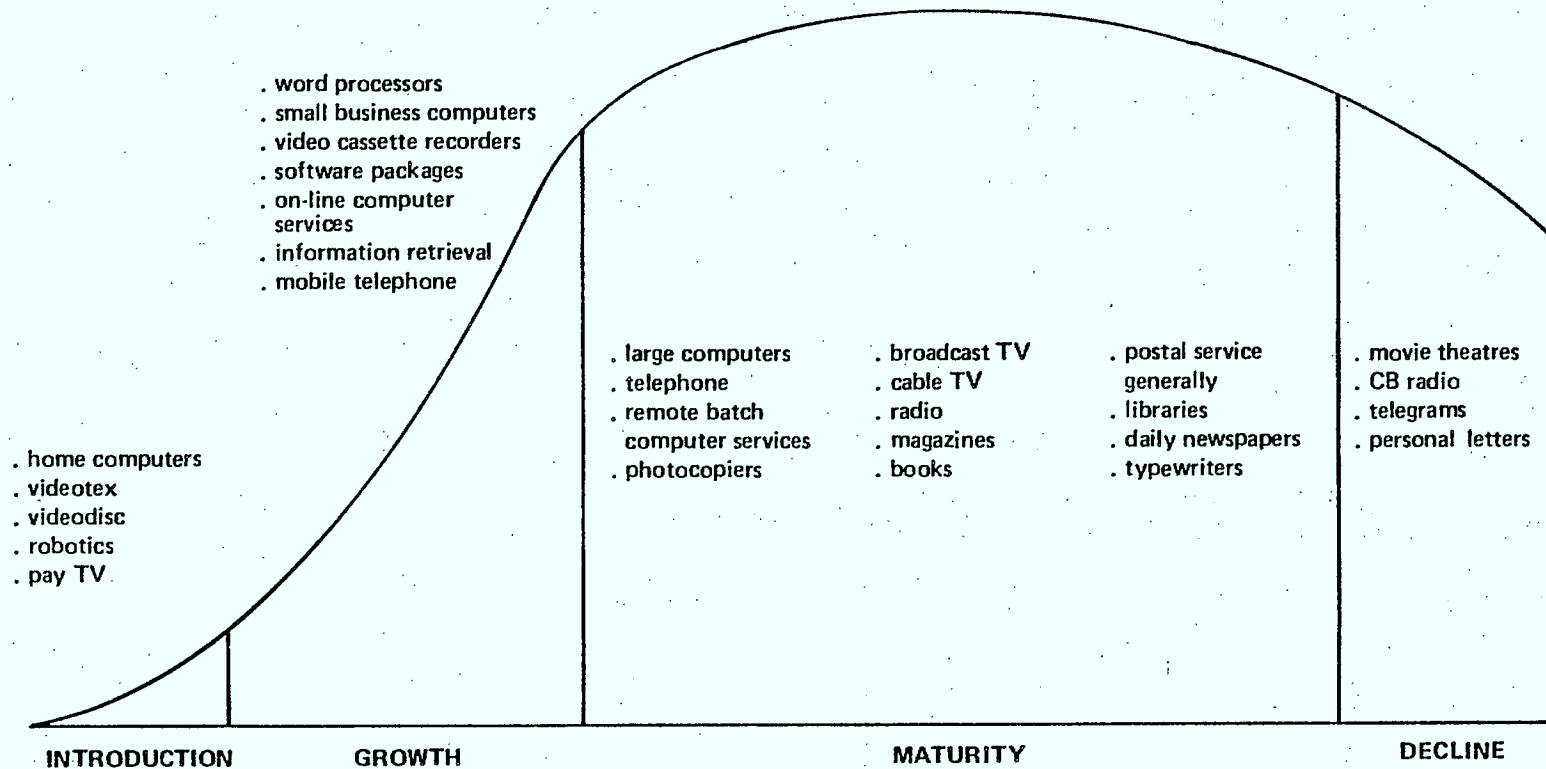 . word processors
. small business computers
. video cassette recorders
. software packages
. on-line computer
services
. information retrieval
. mobile telephone
. home computers
. videotex
. videodisc
. robotics
. pay TV
. large computers
. telephone
. remote batch
computer services
. photocopiers
. broadcast TV
. cable TV
. radio
. magazines
. books
. postal service
generally
. libraries
. daily newspapers
. typewriters
. movie theatres
. CB radio
. telegrams
. personal letters
INTRODUCTION
GROWTH
MATURITY
DECLINE